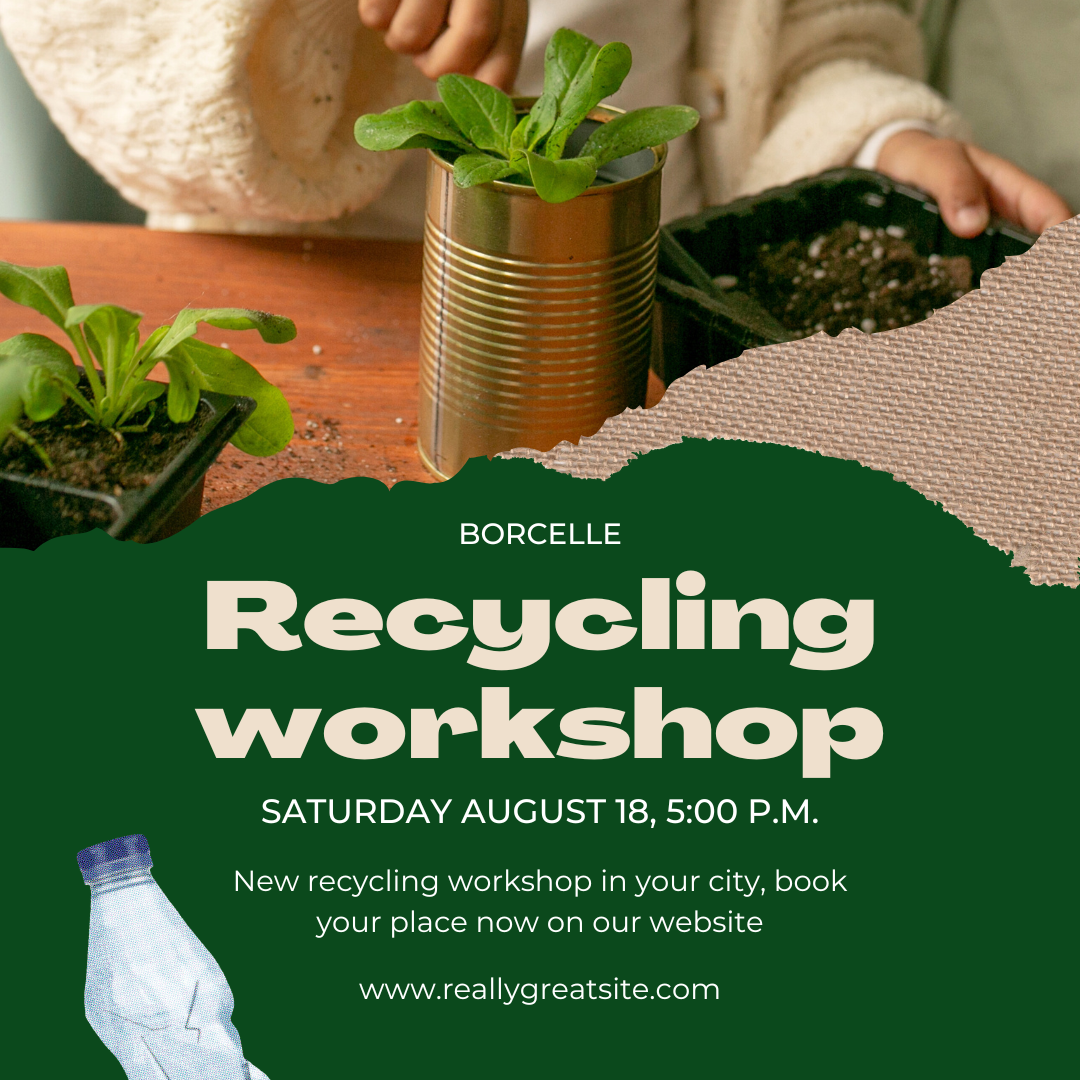 BORCELLE
Recycling
workshop
SATURDAY AUGUST 18, 5:00 P.M.
New recycling workshop in your city, book
your place now on our website
www.reallygreatsite.com